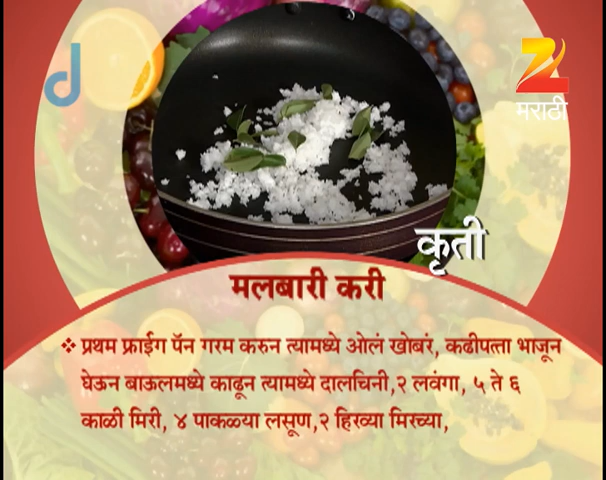 मराठी
कृती
मलबारी करी
❖ प्रथम फ्राईग पॅन गरम करुन त्यामध्ये ओलं खोबरं, कढीपत्ता भाजून
घेऊन बाऊलमध्ये काढून त्यामध्ये दालचिनी,२ लवंगा, ५ ते ६
काळी मिरी, ४ पाकळ्या लसूण,२ हिरव्या मिरच्या,